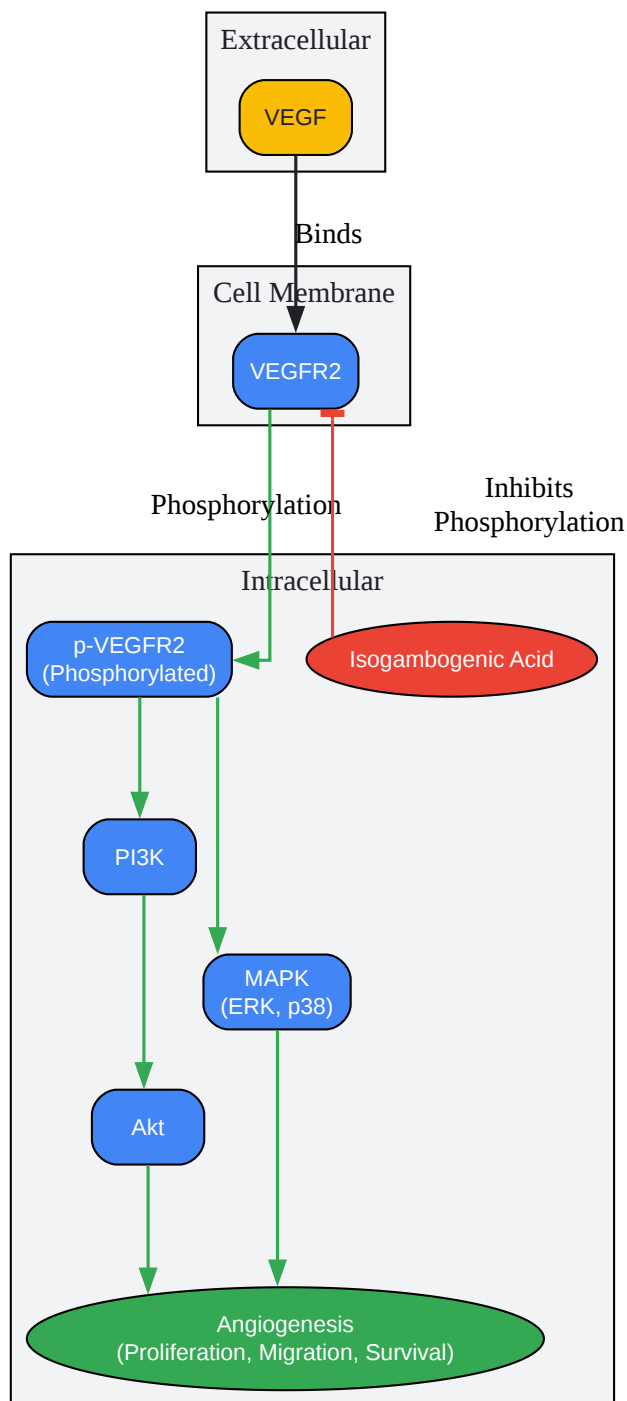 Extracellular
VEGF
Binds
Cell Membrane
VEGFR2
Phosphorylation
Inhibits
Phosphorylation
Intracellular
p-VEGFR2
(Phosphorylated)
Isogambogenic Acid
PI3K
MAPK
(ERK, p38)
Akt
Angiogenesis
(Proliferation, Migration, Survival)